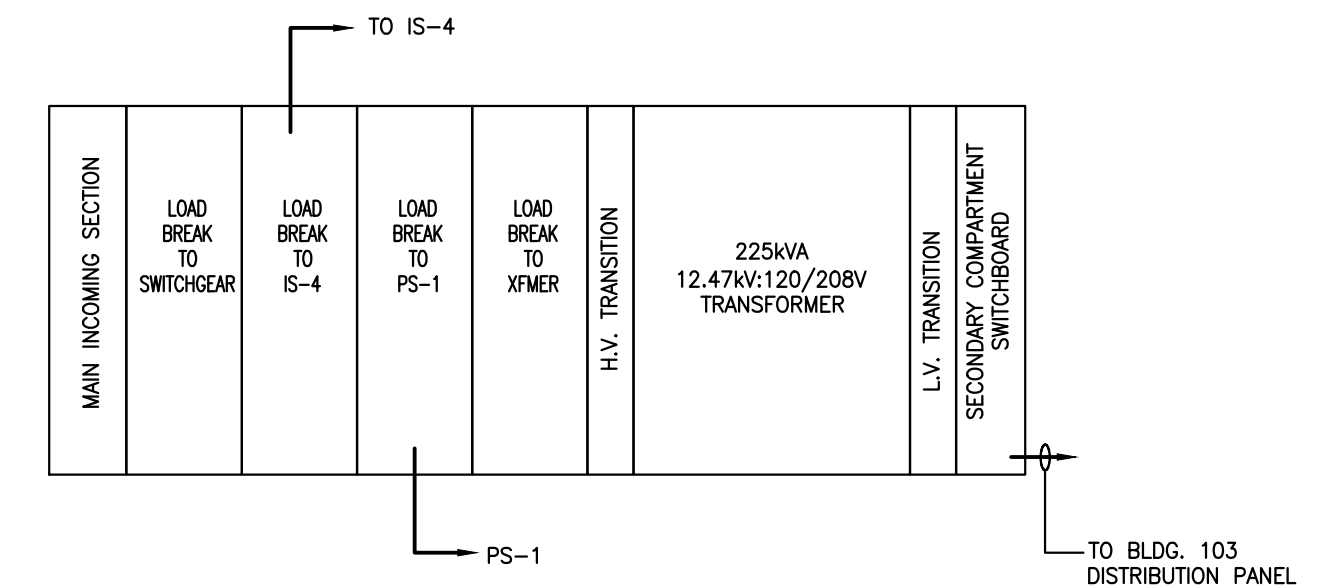 TO IS-4
MAIN INCOMING SECTION
LOAD
BREAK
TO
SWITCHGEAR
LOAD
BREAK
TO
IS-4
LOAD
BREAK
TO
PS-1
LOAD
BREAK
TO
XFMER
H.V. TRANSITION
225kVA
12.47kV:120/208V
TRANSFORMER
L.V. TRANSITION
SECONDARY COMPARTMENT
SWITCHBOARD
PS-1
TO BLDG. 103
DISTRIBUTION PANEL